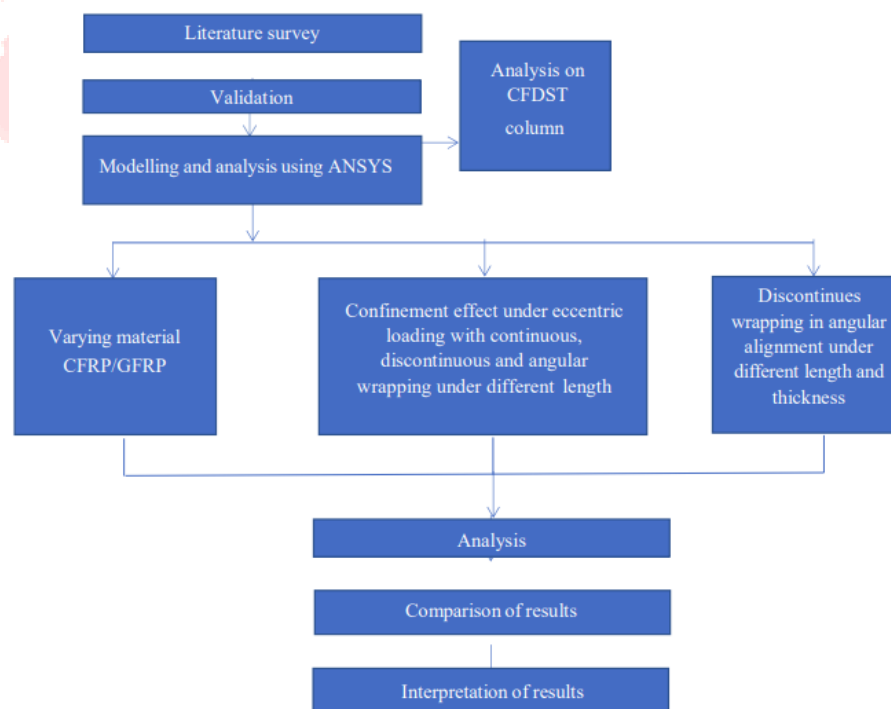 Literature survey
Validation
Analysis on
CFDST
column
Modelling and analysis using ANSYS
Varying material
CFRP/GFRP
Confinement effect under eccentric
loading with continuous,
discontinuous and angular
wrapping under different length
Discontinues
wrapping in angular
alignment under
different length and
thickness
Analysis
Comparison of results
Interpretation of results